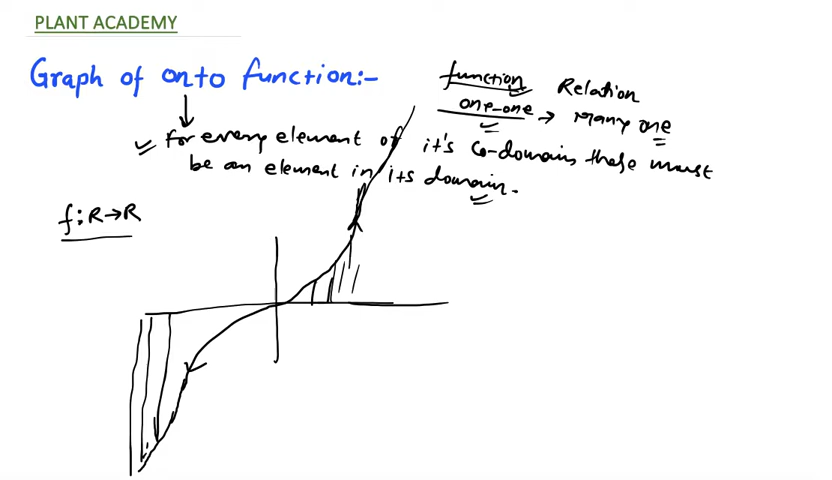 PLANT ACADEMY
Graph of onto function:-
function Relation
one-one → many one
for every element of it's co-domain these must
be an element in its domain.
f: R→R